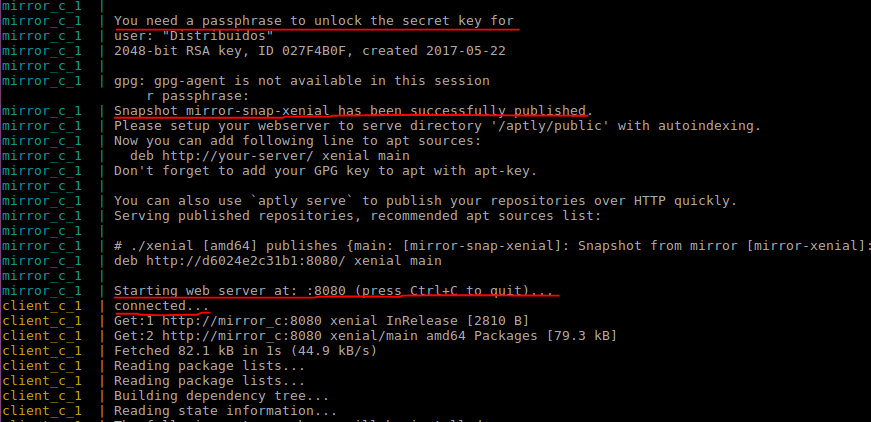 mirror_c_1  |
mirror_c_1  | You need a passphrase to unlock the secret key for
mirror_c_1  | user: "Distribuidos"
mirror_c_1  | 2048-bit RSA key, ID 027F4B0F, created 2017-05-22
mirror_c_1  |
mirror_c_1  | gpg: gpg-agent is not available in this session
r passphrase:
mirror_c_1  | Snapshot mirror-snap-xenial has been successfully published.
mirror_c_1  | Please setup your webserver to serve directory '/aptly/public' with autoindexing.
mirror_c_1  | Now you can add following line to apt sources:
mirror_c_1  |   deb http://your-server/ xenial main
mirror_c_1  | Don't forget to add your GPG key to apt with apt-key.
mirror_c_1  |
mirror_c_1  | You can also use `aptly serve` to publish your repositories over HTTP quickly.
mirror_c_1  | Serving published repositories, recommended apt sources list:
mirror_c_1  |
mirror_c_1  | # ./xenial [amd64] publishes {main: [mirror-snap-xenial]: Snapshot from mirror [mirror-xenial]:
mirror_c_1  | deb http://d6024e2c31b1:8080/ xenial main
mirror_c_1  |
mirror_c_1  | Starting web server at: :8080 (press Ctrl+C to quit)...
client_c_1  | connected...
client_c_1  | Get:1 http://mirror_c:8080 xenial InRelease [2810 B]
client_c_1  | Get:2 http://mirror_c:8080 xenial/main amd64 Packages [79.3 kB]
client_c_1  | Fetched 82.1 kB in 1s (44.9 kB/s)
client_c_1  | Reading package lists...
client_c_1  | Reading package lists...
client_c_1  | Building dependency tree...
client_c_1  | Reading state information...